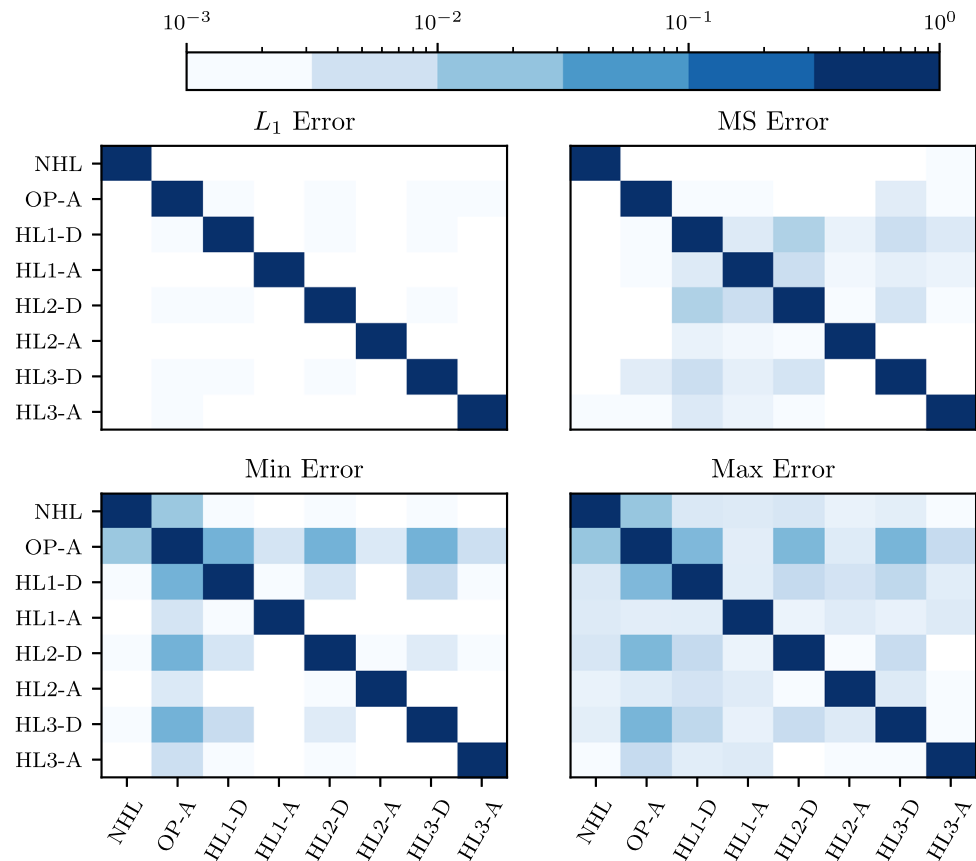 10⁻³ 10⁻² 10⁻¹ 10⁰
L₁ Error MS Error
NHL
OP-A
HL1-D
HL1-A
HL2-D
HL2-A
HL3-D
HL3-A
Min Error Max Error
NHL
OP-A
HL1-D
HL1-A
HL2-D
HL2-A
HL3-D
HL3-A
NHL OP-A HL1-D HL1-A HL2-D HL2-A HL3-D HL3-A NHL OP-A HL1-D HL1-A HL2-D HL2-A HL3-D HL3-A